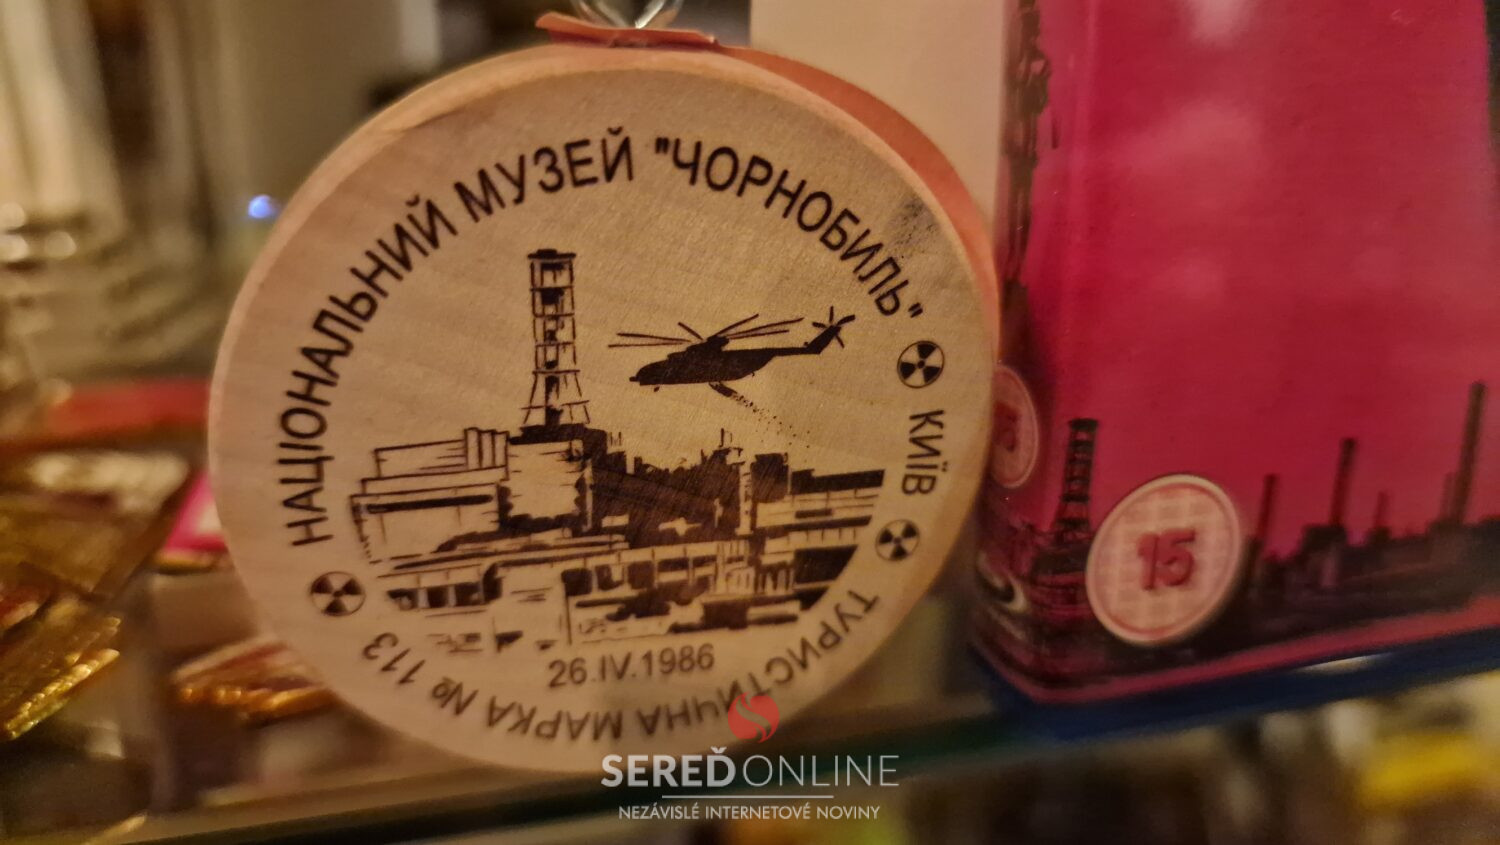 НАЦІОНАЛЬНИЙ МУЗЕЙ "ЧОРНОБИЛЬ"
КИЇВ
ТУРИСТИЧНА МАРКА № 113
26.IV.1986
15
SEREĎONLINE
NEZÁVISLÉ INTERNETOVÉ NOVINY